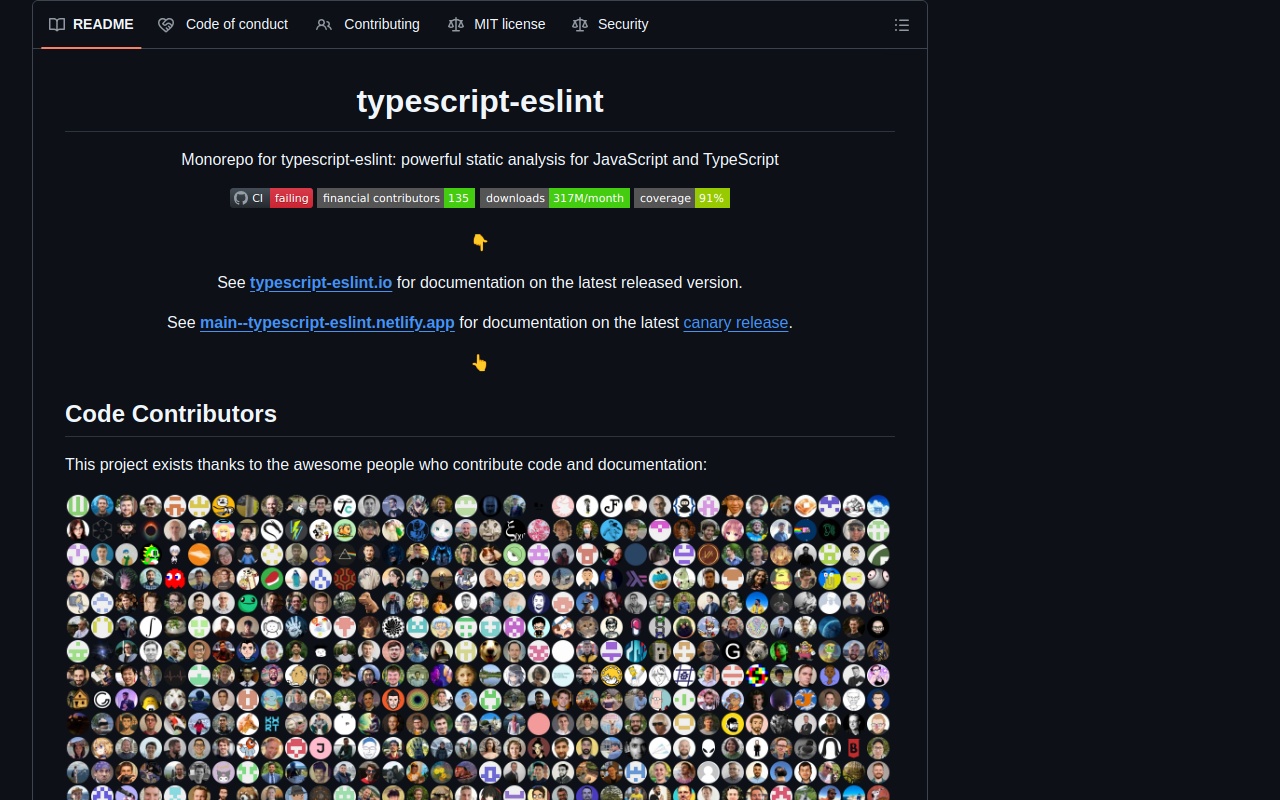 README
Code of conduct
Contributing
MIT license
Security
typescript-eslint
Monorepo for typescript-eslint: powerful static analysis for JavaScript and TypeScript
CI failing
financial contributors 135
downloads 317M/month
coverage 91%
See typescript-eslint.io for documentation on the latest released version.
See main--typescript-eslint.netlify.app for documentation on the latest canary release.
Code Contributors
This project exists thanks to the awesome people who contribute code and documentation: